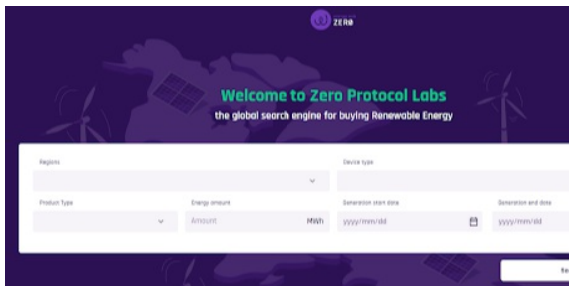 ZERO
Welcome to Zero Protocol Labs
the global search engine for buying Renewable Energy
Regions
Device type
Product Type
Energy amount
Generation start date
Generation end date
Amount
MWh
yyyy/mm/dd
yyyy/mm/dd